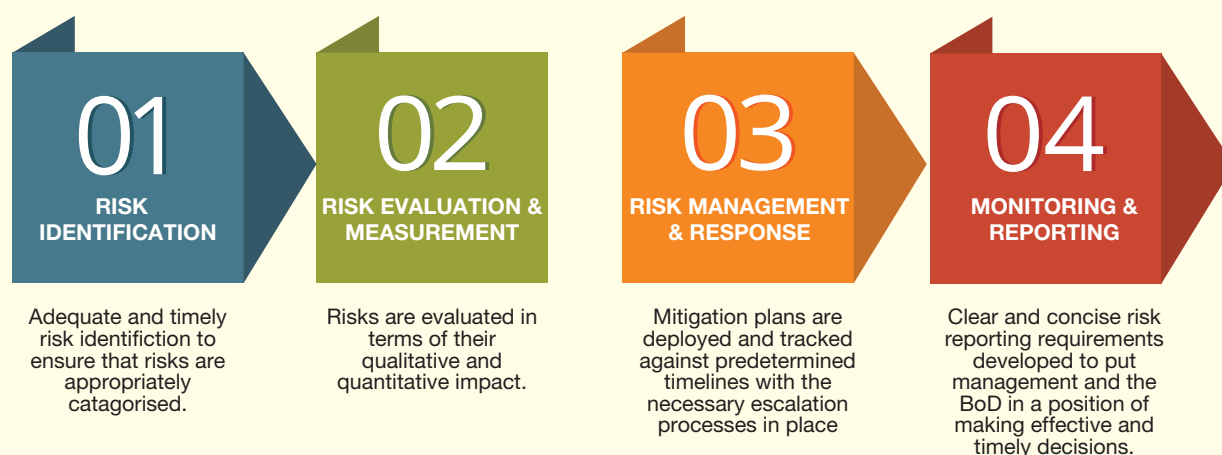 01
RISK
IDENTIFICATION
Adequate and timely
risk identifiction to
ensure that risks are
appropriately
catagorised.
02
RISK EVALUATION &
MEASUREMENT
Risks are evaluated in
terms of their
qualitative and
quantitative impact.
03
RISK MANAGEMENT
& RESPONSE
Mitigation plans are
deployed and tracked
against predetermined
timelines with the
necessary escalation
processes in place
04
MONITORING &
REPORTING
Clear and concise risk
reporting requirements
developed to put
management and the
BoD in a position of
making effective and
timely decisions.